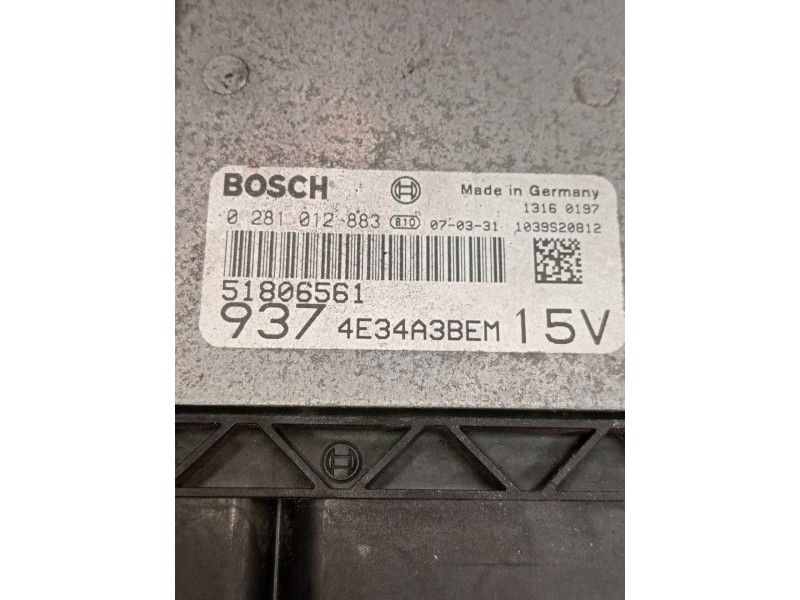 BOSCH
Made in Germany
1316 0197
0 281 012 883 810 07-03-31 1039S20812
51806561
937 4E34A3BEM 15V